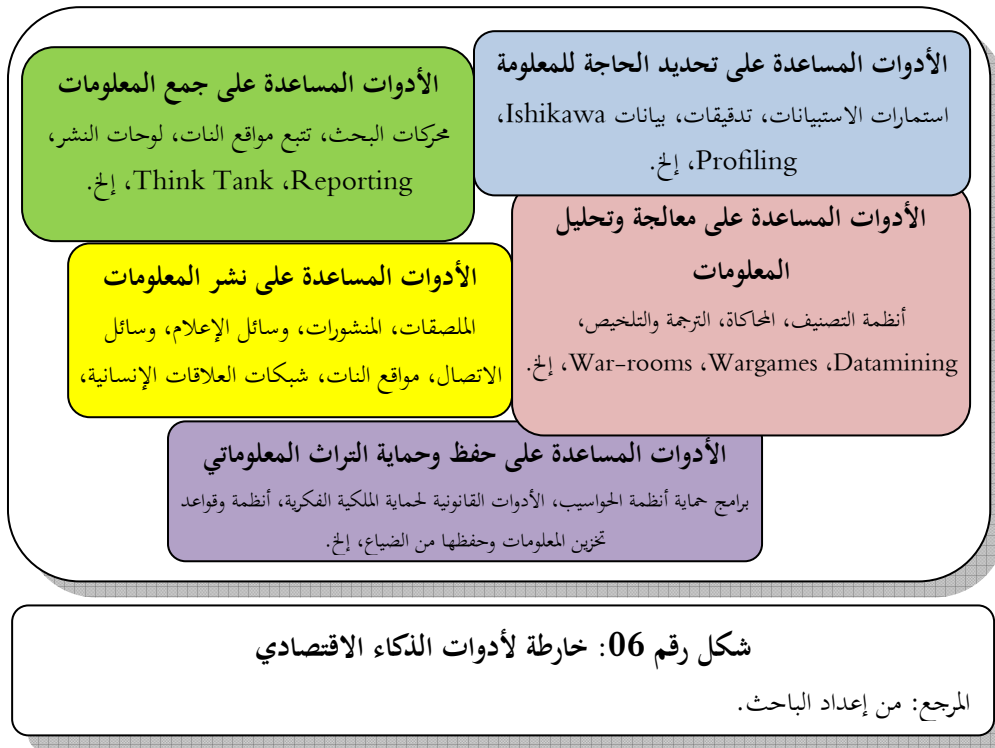 الأدوات المساعدة على تحديد الحاجة للمعلومة
استمارات الاستبيانات، تدقيقات، بيانات Ishikawa،
Profiling، إلخ.
الأدوات المساعدة على جمع المعلومات
محركات البحث، تتبع مواقع النات، لوحات النشر،
Reporting، Think Tank، إلخ.
الأدوات المساعدة على معالجة وتحليل
المعلومات
أنظمة التصنيف، المحاكاة، الترجمة والتلخيص،
Datamining، Wargames، War-rooms، إلخ.
الأدوات المساعدة على نشر المعلومات
الملصقات، المنشورات، وسائل الإعلام، وسائل
الاتصال، مواقع النات، شبكات العلاقات الإنسانية،
الأدوات المساعدة على حفظ وحماية التراث المعلوماتي
برامج حماية أنظمة الحواسيب، الأدوات القانونية لحماية الملكية الفكرية، أنظمة وقواعد
تخزين المعلومات وحفظها من الضياع، إلخ.
شكل رقم 06: خارطة لأدوات الذكاء الاقتصادي
المرجع: من إعداد الباحث.